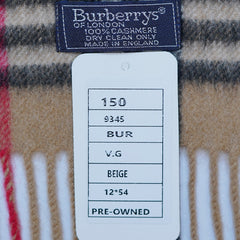 Burberrys®
OF LONDON
100% CASHMERE
DRY CLEAN ONLY
MADE IN ENGLAND
150
9345
BUR
V.G
BEIGE
12*54
PRE-OWNED